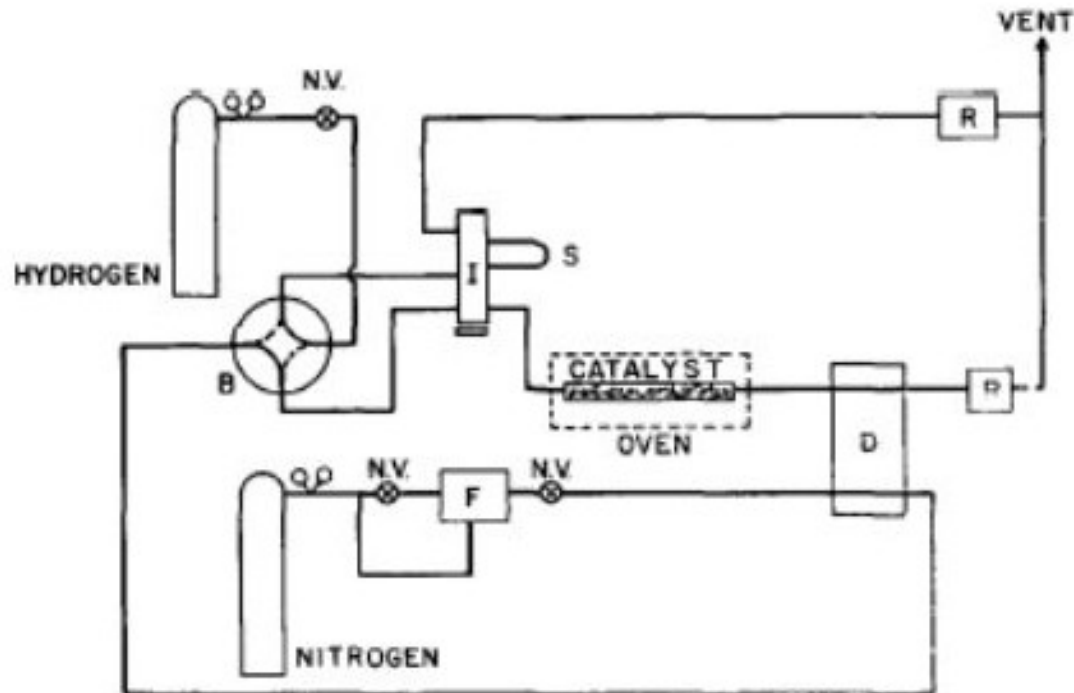 VENT
N.V.
R
HYDROGEN
I
S
B
CATALYST
R
OVEN
D
N.V.
F
N.V.
NITROGEN